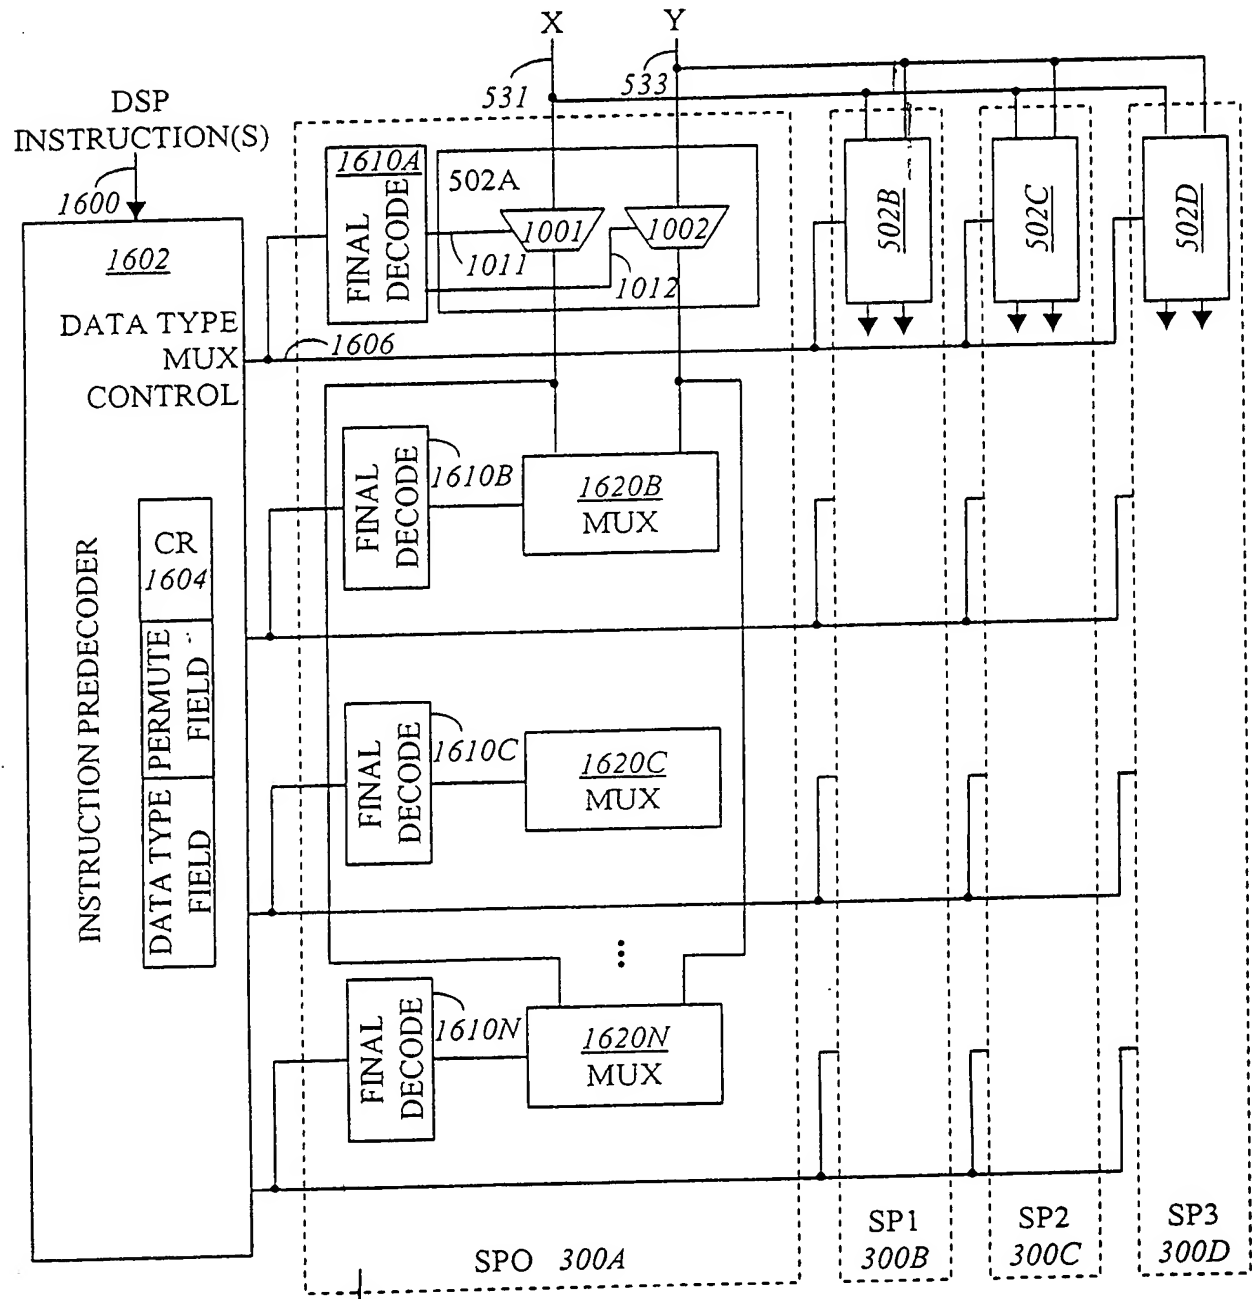 X
Y
531
533
DSP
INSTRUCTION(S)
1600
1602
DATA TYPE
MUX
CONTROL
1606
INSTRUCTION PREDECODER
CR
1604
PERMUTE
FIELD
DATA TYPE
FIELD
1610A
FINAL
DECODE
502A
1001
1002
1011
1012
502B
502C
502D
FINAL
DECODE
1610B
1620B
MUX
FINAL
DECODE
1610C
1620C
MUX
FINAL
DECODE
1610N
1620N
MUX
SPO 300A
SP1
300B
SP2
300C
SP3
300D